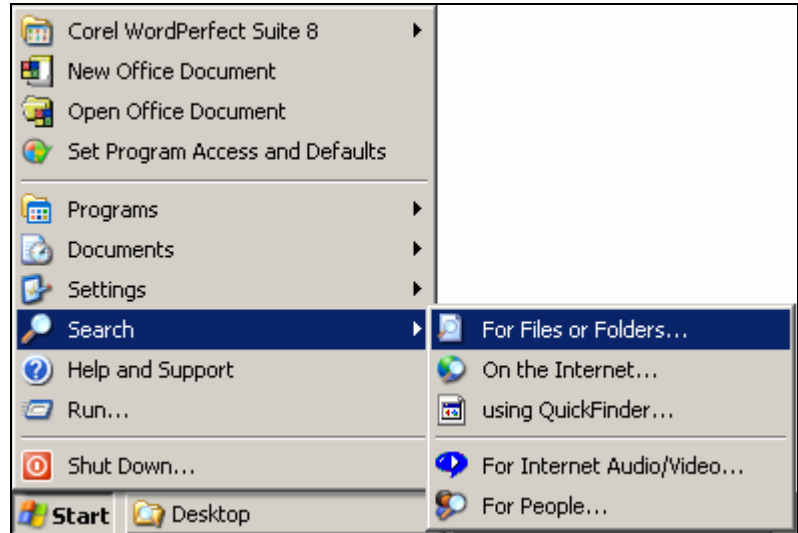 Corel WordPerfect Suite 8
New Office Document
Open Office Document
Set Program Access and Defaults
Programs
Documents
Settings
Search
Help and Support
Run...
Shut Down...
For Files or Folders...
On the Internet...
using QuickFinder...
For Internet Audio/Video...
For People...
Start
Desktop